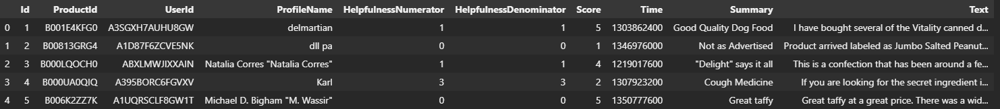 Id ProductId UserId ProfileName HelpfulnessNumerator HelpfulnessDenominator Score Time Summary Text
0 1 B001E4KFG0 A3SGXH7AUHU8GW delmartian 1 1 5 1303862400 Good Quality Dog Food I have bought several of the Vitality canned d...
1 2 B00813GRG4 A1D87F6ZCVE5NK dll pa 0 0 1 1346976000 Not as Advertised Product arrived labeled as Jumbo Salted Peanut...
2 3 B000LQOCH0 ABXLMWJIXXAIN Natalia Corres "Natalia Corres" 1 1 4 1219017600 "Delight" says it all This is a confection that has been around a fe...
3 4 B000UA0QIQ A395BORC6FGVXV Karl 3 3 2 1307923200 Cough Medicine If you are looking for the secret ingredient i...
4 5 B006K2ZZ7K A1UQRSCLF8GW1T Michael D. Bigham "M. Wassir" 0 0 5 1350777600 Great taffy Great taffy at a great price. There was a wid...